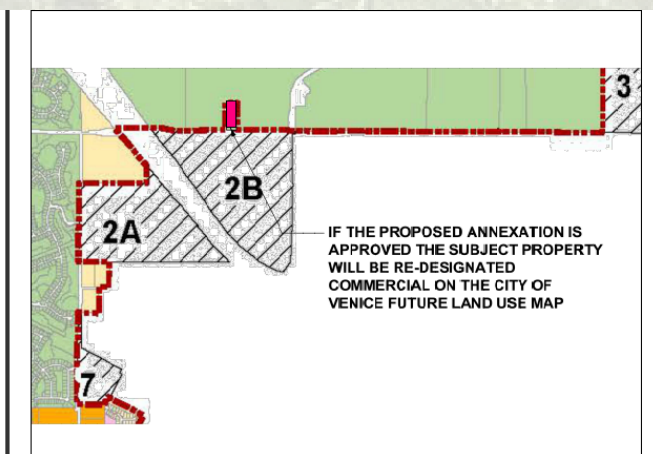 3
2B
2A
IF THE PROPOSED ANNEXATION IS
APPROVED THE SUBJECT PROPERTY
WILL BE RE-DESIGNATED
COMMERCIAL ON THE CITY OF
VENICE FUTURE LAND USE MAP
7